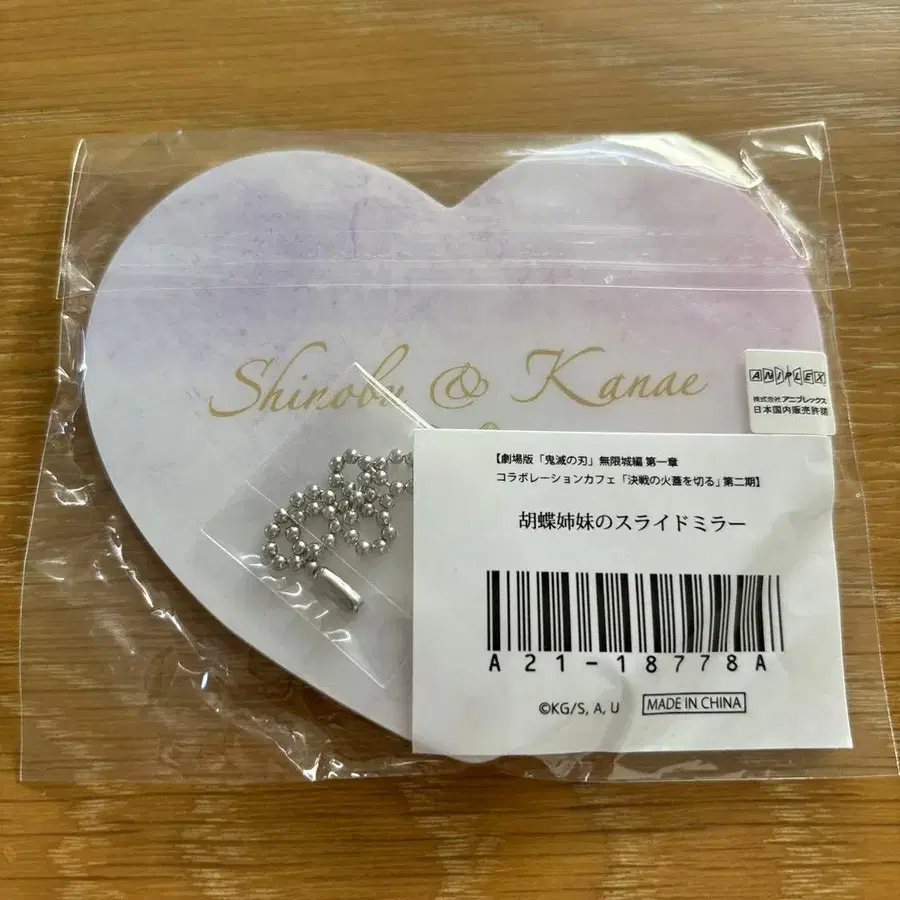 Shinobu & Kanae
ANIPLEX
株式会社アニプレックス
日本国内販売許諾
【劇場版「鬼滅の刃」無限城編 第一章
コラボレーションカフェ「決戦の火蓋を切る」第二期】
胡蝶姉妹のスライドミラー
A21-18778A
©KG/S, A, U
MADE IN CHINA